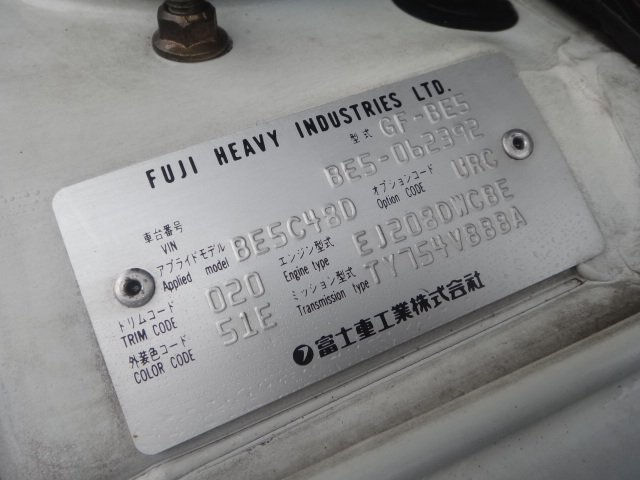 FUJI HEAVY INDUSTRIES LTD.
型式 GF-BE5
車台番号 VIN BE5-062392
アプライドモデル Applied model BE5C48D オプションコード Option CODE URC
トリムコード TRIM CODE 020 エンジン型式 Engine type EJ208DWCBE
外装色コード COLOR CODE 51E ミッション型式 Transmission type TY754VBBBA
富士重工業株式会社